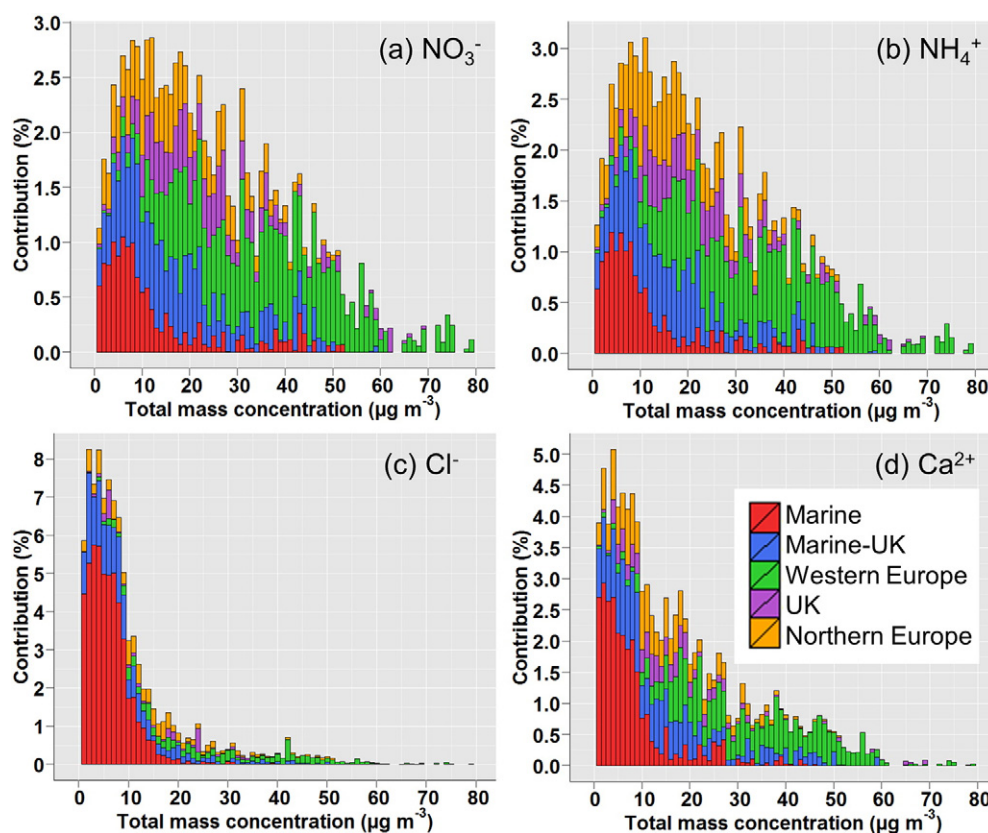 (a) NO₃⁻
Contribution (%)
3.0
2.5
2.0
1.5
1.0
0.5
0.0
0 10 20 30 40 50 60 70 80
Total mass concentration (µg m⁻³)
(b) NH₄⁺
Contribution (%)
3.0
2.5
2.0
1.5
1.0
0.5
0.0
0 10 20 30 40 50 60 70 80
Total mass concentration (µg m⁻³)
(c) Cl⁻
Contribution (%)
8
7
6
5
4
3
2
1
0
0 10 20 30 40 50 60 70 80
Total mass concentration (µg m⁻³)
(d) Ca²⁺
Contribution (%)
5.0
4.5
4.0
3.5
3.0
2.5
2.0
1.5
1.0
0.5
0.0
Marine
Marine-UK
Western Europe
UK
Northern Europe
0 10 20 30 40 50 60 70 80
Total mass concentration (µg m⁻³)